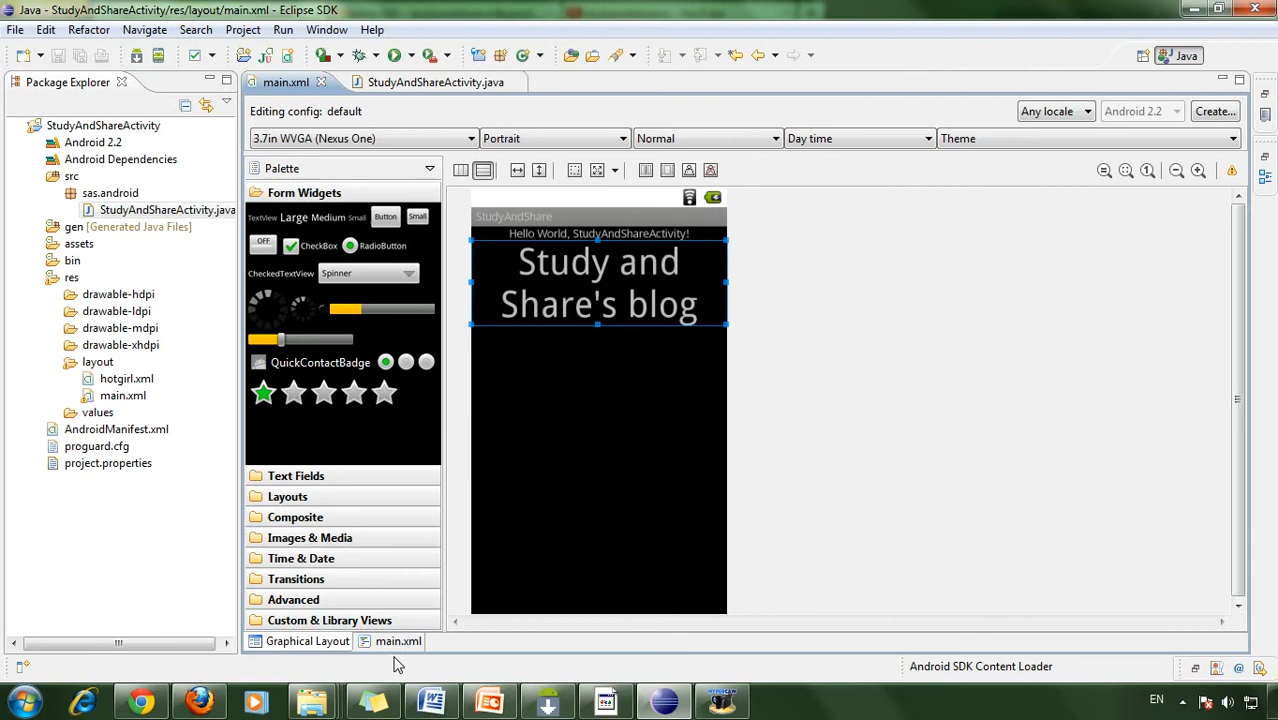 Java - StudyAndShareActivity/res/layout/main.xml - Eclipse SDK
File Edit Refactor Navigate Search Project Run Window Help
Java
Package Explorer
main.xml
StudyAndShareActivity.java
StudyAndShareActivity
Android 2.2
Android Dependencies
src
sas.android
StudyAndShareActivity.java
gen [Generated Java Files]
assets
bin
res
drawable-hdpi
drawable-ldpi
drawable-mdpi
drawable-xhdpi
layout
hotgirl.xml
main.xml
values
AndroidManifest.xml
proguard.cfg
project.properties
Editing config: default
Any locale
Android 2.2
Create...
3.7in WVGA (Nexus One)
Portrait
Normal
Day time
Theme
Palette
Form Widgets
TextView Large Medium Small Button Small
OFF CheckBox RadioButton
CheckedTextView Spinner
QuickContactBadge
Text Fields
Layouts
Composite
Images & Media
Time & Date
Transitions
Advanced
Custom & Library Views
Graphical Layout
main.xml
StudyAndShare
Hello World, StudyAndShareActivity!
Study and
Share's blog
Android SDK Content Loader
HYPERCAM
EN